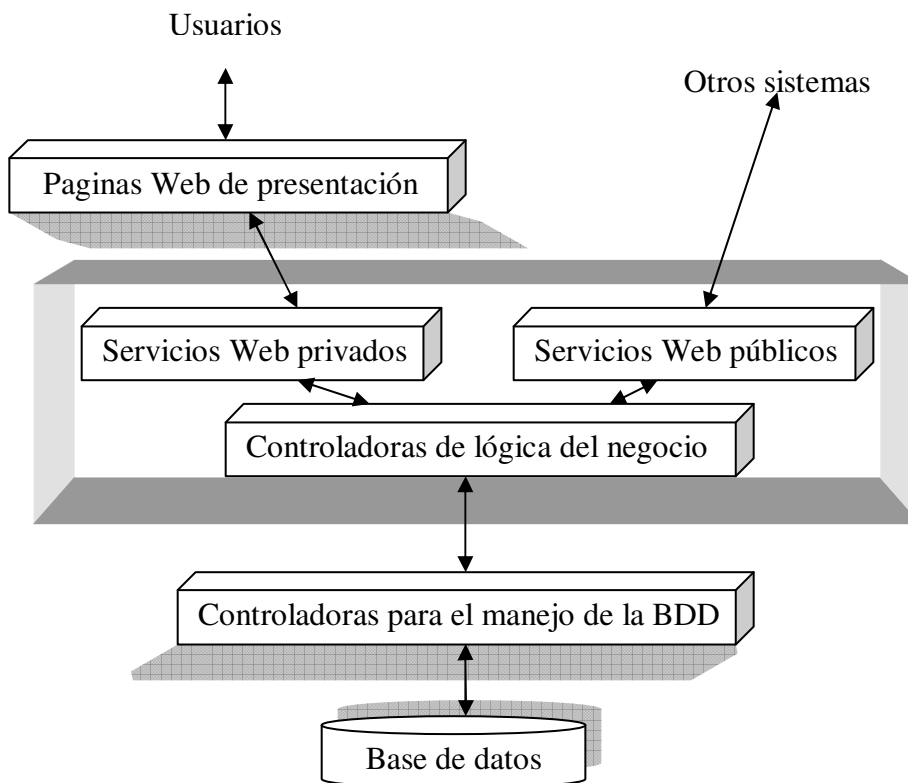 Usuarios
Otros sistemas
Paginas Web de presentación
Servicios Web privados
Servicios Web públicos
Controladoras de lógica del negocio
Controladoras para el manejo de la BDD
Base de datos